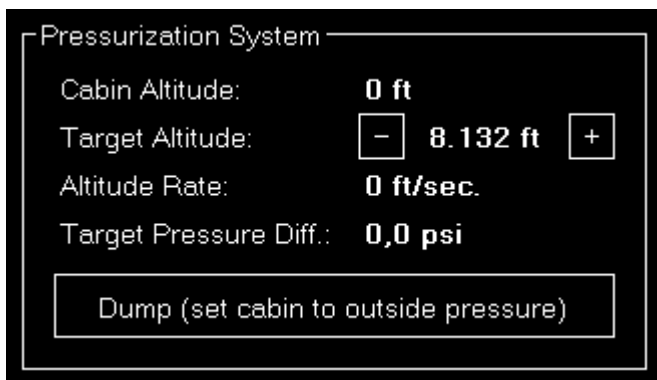 Pressurization System
Cabin Altitude: 0 ft
Target Altitude: - 8.132 ft +
Altitude Rate: 0 ft/sec.
Target Pressure Diff.: 0,0 psi
Dump (set cabin to outside pressure)